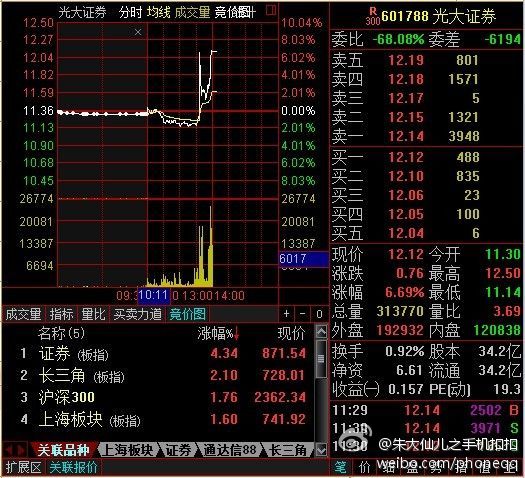 光大证券 分时 均线 成交量 竞价图
12.50 10.04%
12.27 8.03%
12.04 6.02%
11.82 4.01%
11.59 2.01%
11.36 0.00%
11.13 2.01%
10.90 4.01%
10.68 6.02%
10.45 8.03%
26774 26774
20081 20081
13387 13387
6017
6694
09:3 10:11 0 13:00 14:00
成交量 指标 量比 买卖力道 竞价图 + - 0
名称(5) 涨幅%↓ 现价
1 证券 (板指) 4.34 871.54
2 长三角 (板指) 2.10 728.01
3 沪深300 1.76 2362.34
4 上海板块 (板指) 1.60 741.92
关联品种 上海板块 证券 通达信88 长三角
扩展区 关联报价
R 300 601788 光大证券
委比 -68.08% 委差 -6194
卖五 12.19 801
卖四 12.18 1571
卖三 12.17 5
卖二 12.15 1321
卖一 12.14 3948
买一 12.12 488
买二 12.10 835
买三 12.06 23
买四 12.05 100
买五 12.04 6
现价 12.12 今开 11.30
涨跌 0.76 最高 12.50
涨幅 6.69% 最低 11.14
总量 313770 量比 3.69
外盘 192932 内盘 120838
换手 0.92% 股本 34.2亿
净资 6.61 流通 34.2亿
收益(一) 0.157 PE(动) 19.3
11:29 12.14 2502 B
11:30 12.14 3971 S
@朱大仙儿之手机扣扣
weibo.com/phoneqq
笔 价